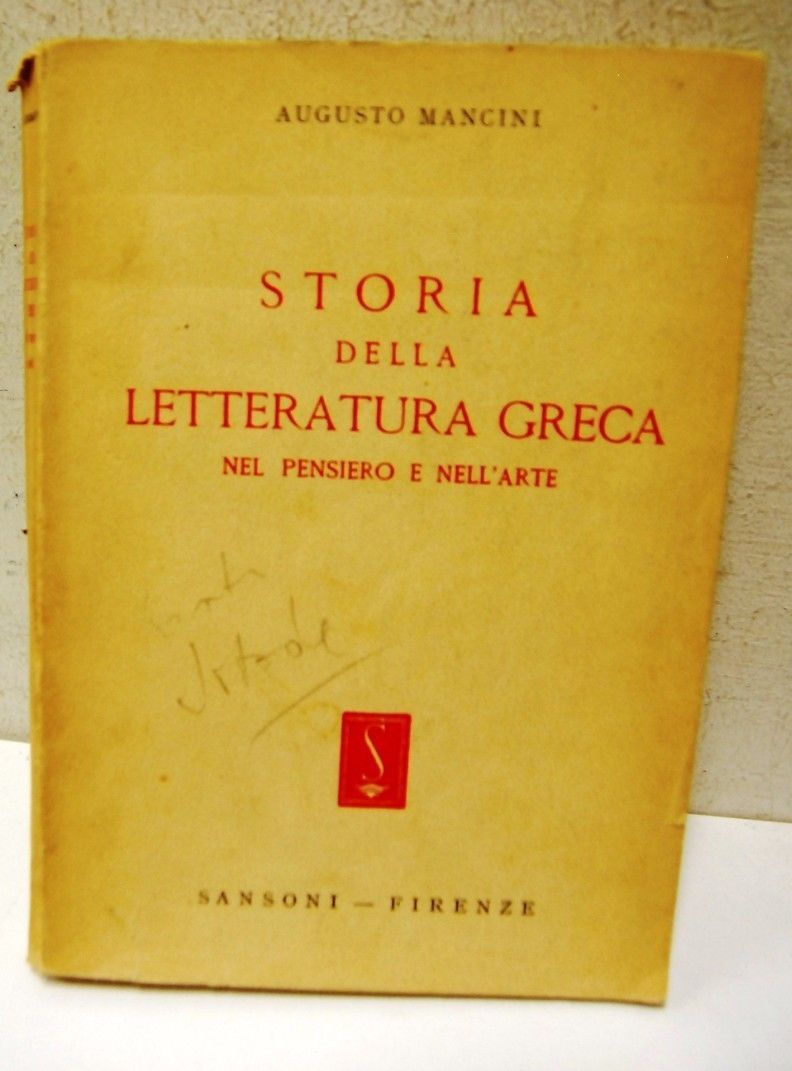 AUGUSTO MANCINI
STORIA
DELLA
LETTERATURA GRECA
NEL PENSIERO E NELL'ARTE
S
SANSONI — FIRENZE